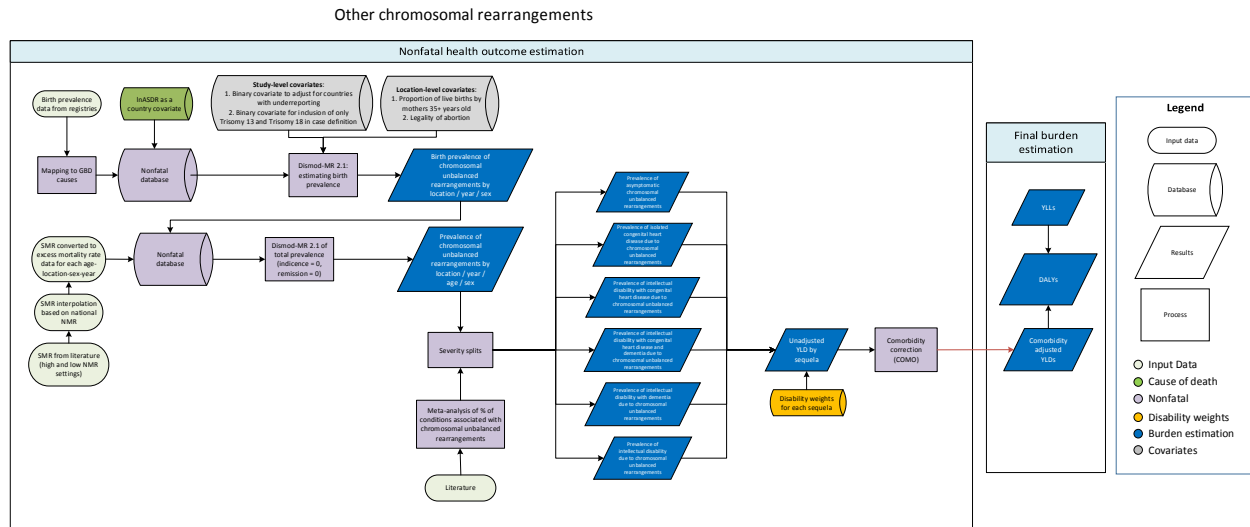 Other chromosomal rearrangements
Nonfatal health outcome estimation
Birth prevalence
data from registries
lnASDR as a
country covariate
Study-level covariates:
1. Binary covariate to adjust for countries
with underreporting
2. Binary covariate for inclusion of only
Trisomy 13 and Trisomy 18 in case definition
Location-level covariates:
1. Proportion of live births by
mothers 35+ years old
2. Legality of abortion
Mapping to GBD
causes
Nonfatal
database
Dismod-MR 2.1:
estimating birth
prevalence
Birth prevalence of
chromosomal
unbalanced
rearrangements by
location / year / sex
SMR converted to
excess mortality rate
data for each age-
location-sex-year
Nonfatal
database
Dismod-MR 2.1 of
total prevalence
(indicence = 0,
remission = 0)
Prevalence of
chromosomal
unbalanced
rearrangements by
location / year /
age / sex
SMR interpolation
based on national
NMR
SMR from literature
(high and low NMR
settings)
Severity splits
Meta-analysis of % of
conditions associated with
chromosomal unbalanced
rearrangements
Literature
Prevalence of
asymptomatic chromosomal
unbalanced rearrangements
Prevalence of isolated
congenital heart
disease due to
chromosomal unbalanced
rearrangements
Prevalence of intellectual
disability with congenital
heart disease due to
chromosomal unbalanced
rearrangements
Prevalence of intellectual
disability with congenital
heart disease and
dementia due to
chromosomal unbalanced
rearrangements
Prevalence of intellectual
disability with dementia
due to chromosomal
unbalanced
rearrangements
Prevalence of
intellectual disability due
to chromosomal
unbalanced
rearrangements
Unadjusted
YLD by
sequela
Disability weights
for each sequela
Comorbidity
correction
(COMO)
Final burden
estimation
YLLs
DALYs
Comorbidity
adjusted
YLDs
Legend
Input data
Database
Results
Process
Input Data
Cause of death
Nonfatal
Disability weights
Burden estimation
Covariates